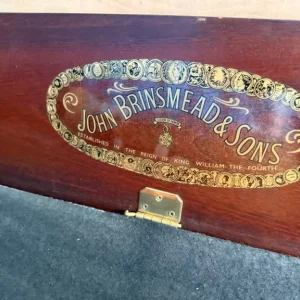 JOHN BRINSMEAD & SONS
ESTABLISHED IN THE REIGN OF KING WILLIAM THE FOURTH